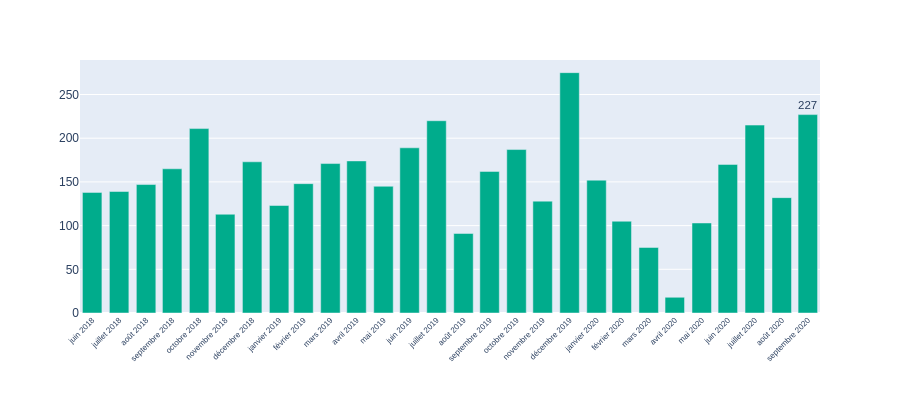 227
250
200
150
100
50
0
juin 2018
juillet 2018
août 2018
septembre 2018
octobre 2018
novembre 2018
décembre 2018
janvier 2019
février 2019
mars 2019
avril 2019
mai 2019
juin 2019
juillet 2019
août 2019
septembre 2019
octobre 2019
novembre 2019
décembre 2019
janvier 2020
février 2020
mars 2020
avril 2020
mai 2020
juin 2020
juillet 2020
août 2020
septembre 2020